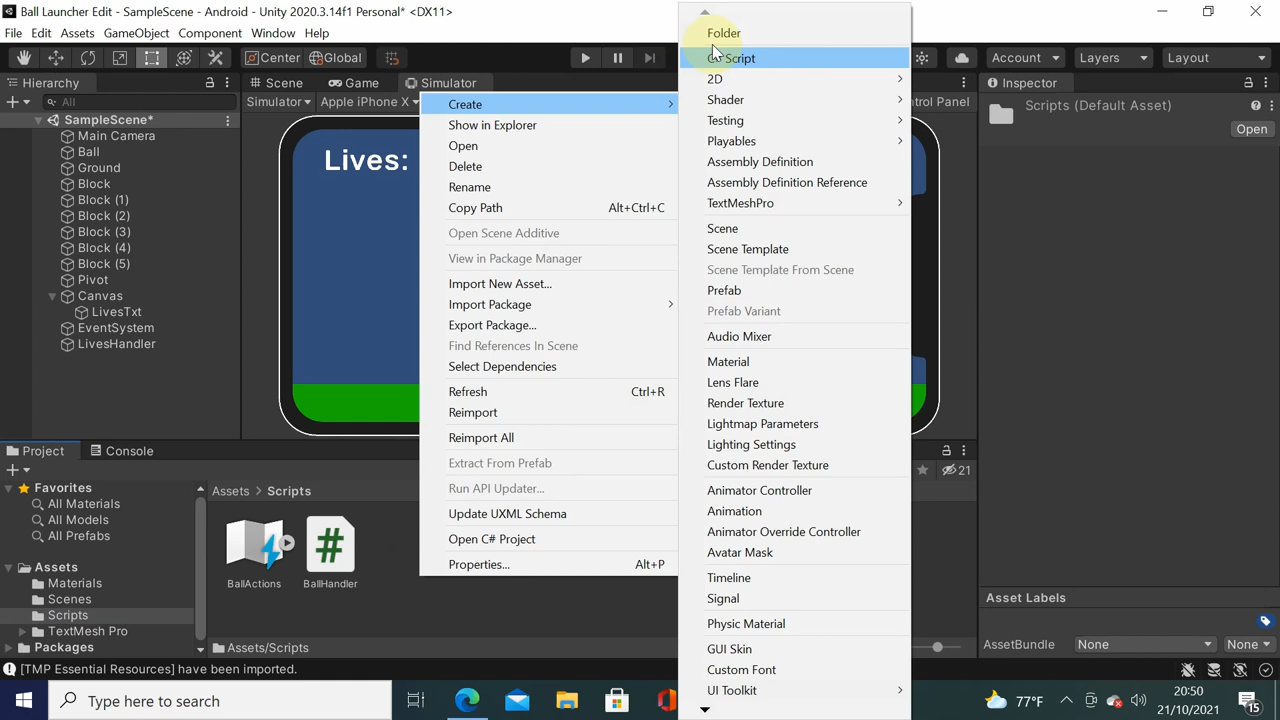 Ball Launcher Edit - SampleScene - Android - Unity 2020.3.14f1 Personal* <DX11>
File Edit Assets GameObject Component Window Help
Center Global
Account Layers Layout
Hierarchy
All
SampleScene*
Main Camera
Ball
Ground
Block
Block (1)
Block (2)
Block (3)
Block (4)
Block (5)
Pivot
Canvas
LivesTxt
EventSystem
LivesHandler
Scene Game Simulator
Simulator Apple iPhone X
Lives:
Create
Show in Explorer
Open
Delete
Rename
Copy Path Alt+Ctrl+C
Open Scene Additive
View in Package Manager
Import New Asset...
Import Package
Export Package...
Find References In Scene
Select Dependencies
Refresh Ctrl+R
Reimport
Reimport All
Extract From Prefab
Run API Updater...
Update UXML Schema
Open C# Project
Properties... Alt+P
Folder
C# Script
2D
Shader
Testing
Playables
Assembly Definition
Assembly Definition Reference
TextMeshPro
Scene
Scene Template
Scene Template From Scene
Prefab
Prefab Variant
Audio Mixer
Material
Lens Flare
Render Texture
Lightmap Parameters
Lighting Settings
Custom Render Texture
Animator Controller
Animation
Animator Override Controller
Avatar Mask
Timeline
Signal
Physic Material
GUI Skin
Custom Font
UI Toolkit
Panel
Inspector
Scripts (Default Asset)
Open
Asset Labels
AssetBundle None None
Project Console
21
Favorites
All Materials
All Models
All Prefabs
Assets
Materials
Scenes
Scripts
TextMesh Pro
Packages
Assets > Scripts
BallActions
BallHandler
Assets/Scripts
[TMP Essential Resources] have been imported.
Type here to search
77°F
20:50
21/10/2021
15